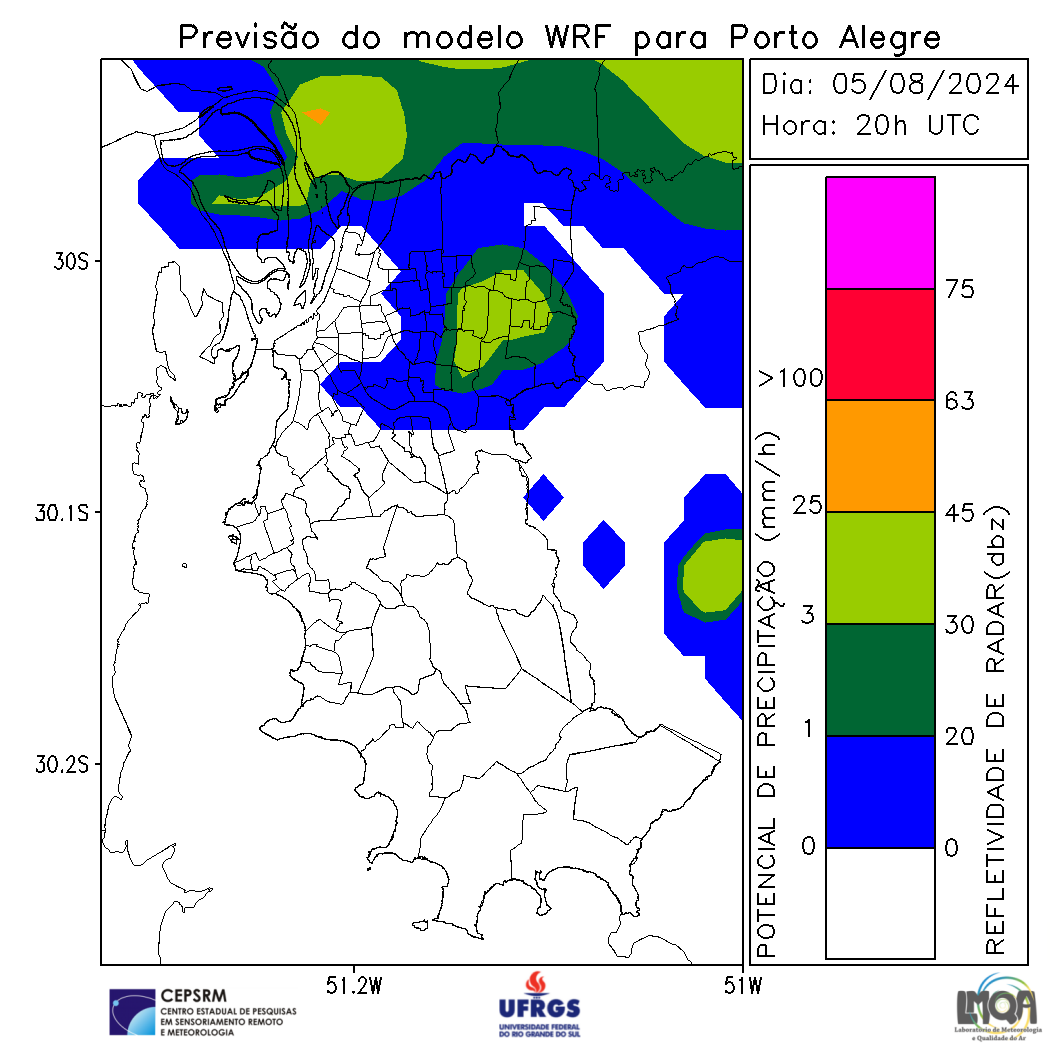 Previsão do modelo WRF para Porto Alegre
Dia: 05/08/2024
Hora: 20h UTC
30S
30.1S
30.2S
51.2W
51W
POTENCIAL DE PRECIPITAÇÃO (mm/h)
>100
25
3
1
0
75
63
45
30
20
0
REFLETIVIDADE DE RADAR(dbz)
CEPSRM
CENTRO ESTADUAL DE PESQUISAS
EM SENSORIAMENTO REMOTO
E METEOROLOGIA
UFRGS
UNIVERSIDADE FEDERAL
DO RIO GRANDE DO SUL
LMQA
Laboratório de Meteorologia
e Qualidade do Ar